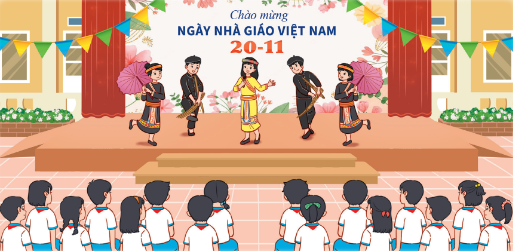 Chào mừng
NGÀY NHÀ GIÁO VIỆT NAM
20-11